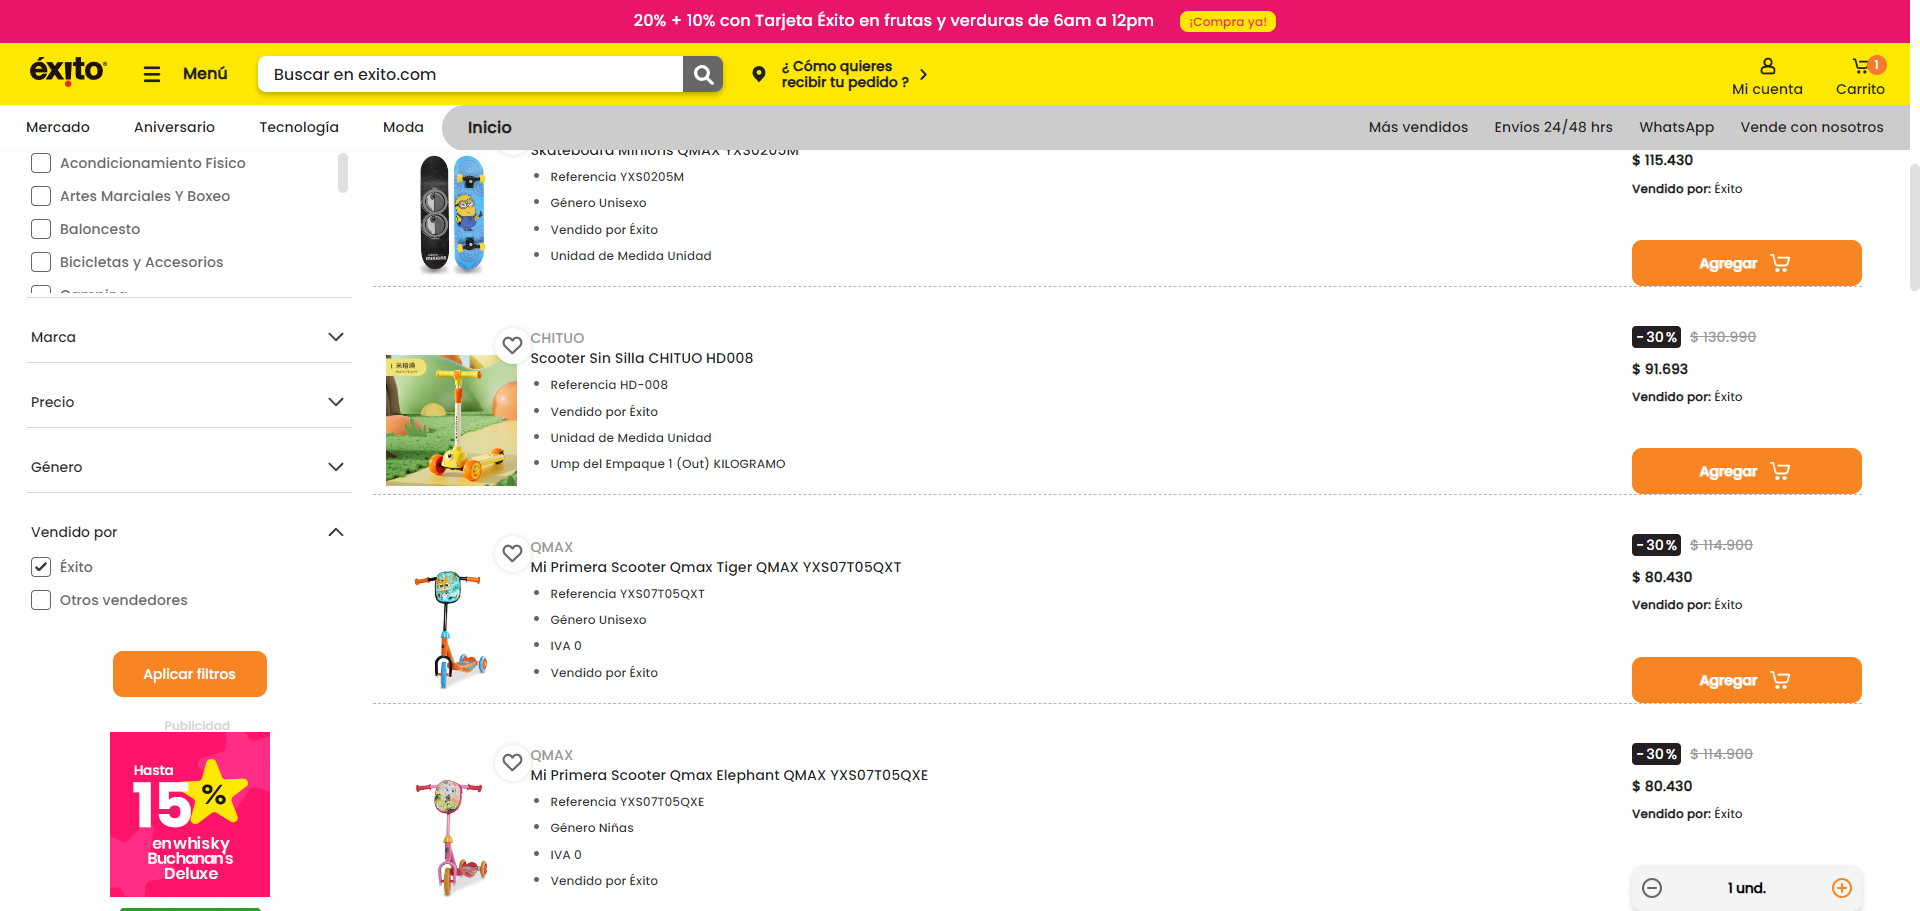 20% + 10% con Tarjeta Éxito en frutas y verduras de 6am a 12pm
¡Compra ya!
éxito
Menú
Buscar en exito.com
¿ Cómo quieres
recibir tu pedido ?
Mi cuenta
1
Carrito
Mercado
Aniversario
Tecnología
Moda
Inicio
Más vendidos
Envíos 24/48 hrs
WhatsApp
Vende con nosotros
Acondicionamiento Fisico
Artes Marciales Y Boxeo
Baloncesto
Bicicletas y Accesorios
Camping
Marca
Precio
Género
Vendido por
Éxito
Otros vendedores
Aplicar filtros
Publicidad
Hasta
15%
en whisky
Buchanan's
Deluxe
Skateboard Minions QMAX YXS0205M
Referencia YXS0205M
Género Unisexo
Vendido por Éxito
Unidad de Medida Unidad
$ 115.430
Vendido por: Éxito
Agregar
CHITUO
Scooter Sin Silla CHITUO HD008
Referencia HD-008
Vendido por Éxito
Unidad de Medida Unidad
Ump del Empaque 1 (Out) KILOGRAMO
-30% $ 130.990
$ 91.693
Vendido por: Éxito
Agregar
QMAX
Mi Primera Scooter Qmax Tiger QMAX YXS07T05QXT
Referencia YXS07T05QXT
Género Unisexo
IVA 0
Vendido por Éxito
-30% $ 114.900
$ 80.430
Vendido por: Éxito
Agregar
QMAX
Mi Primera Scooter Qmax Elephant QMAX YXS07T05QXE
Referencia YXS07T05QXE
Género Niñas
IVA 0
Vendido por Éxito
-30% $ 114.900
$ 80.430
Vendido por: Éxito
1 und.